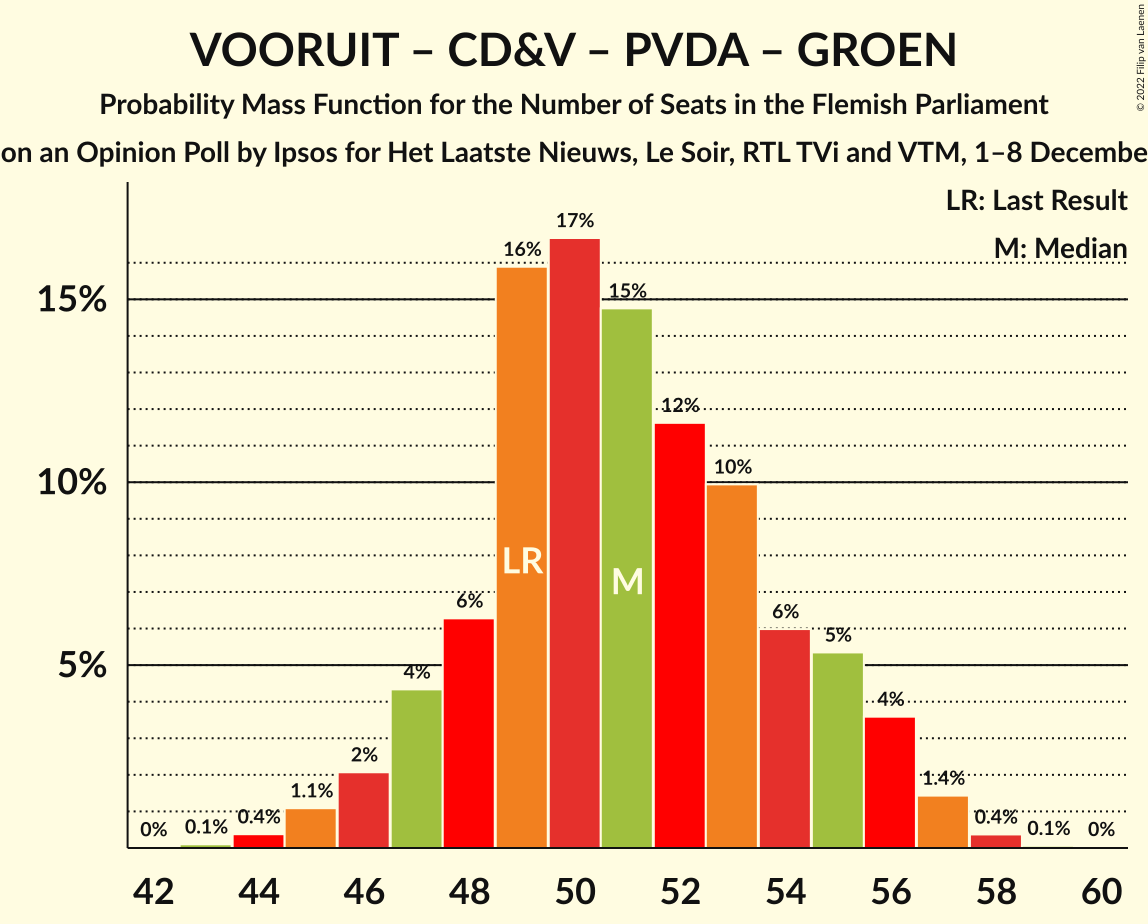 VOORUIT – CD&V – PVDA – GROEN
© 2022 Filip van Laenen
Probability Mass Function for the Number of Seats in the Flemish Parliament
on an Opinion Poll by Ipsos for Het Laatste Nieuws, Le Soir, RTL TVi and VTM, 1–8 Decembe
LR: Last Result
M: Median
17%
16%
15%
15%
12%
10%
10%
LR
M
6%
6%
5%
5%
4%
4%
2%
1.4%
1.1%
0.4%
0.4%
0%
0.1%
0.1%
0%
42 44 46 48 50 52 54 56 58 60